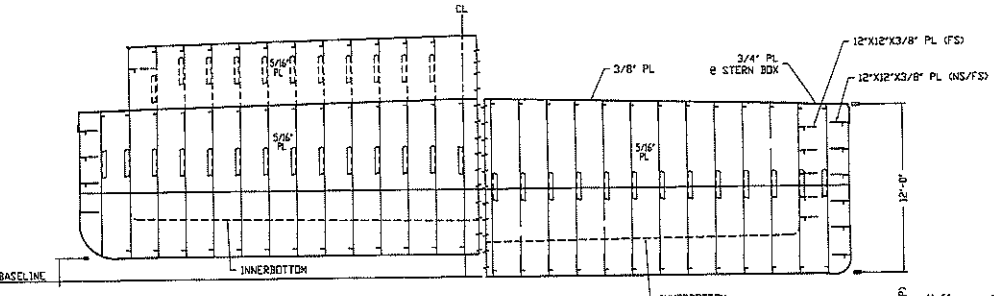 CL
12"X12"X3/8" PL (FS)
3/4" PL
@ STERN BOX
3/8" PL
12"X12"X3/8" PL (NS/FS)
5/16"
PL
5/16"
PL
5/16"
PL
12'-0"
INNERBOTTOM
BASELINE